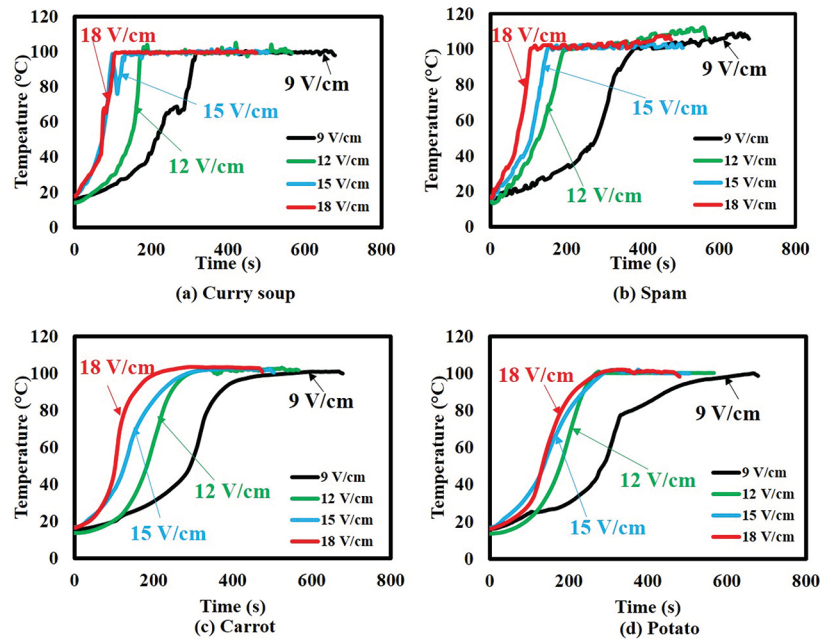 120
100
80
60
40
20
0
Tempeature (°C)
18 V/cm
15 V/cm
12 V/cm
9 V/cm
9 V/cm
12 V/cm
15 V/cm
18 V/cm
0 200 400 600 800
Time (s)
(a) Curry soup
120
100
80
60
40
20
0
Temperature (°C)
18 V/cm
15 V/cm
12 V/cm
9 V/cm
9 V/cm
12 V/cm
15 V/cm
18 V/cm
0 200 400 600 800
Time (s)
(b) Spam
120
100
80
60
40
20
0
Temperature (°C)
18 V/cm
9 V/cm
12 V/cm
15 V/cm
9 V/cm
12 V/cm
15 V/cm
18 V/cm
0 200 400 600 800
Time (s)
(c) Carrot
120
100
80
60
40
20
0
Temperature (°C)
18 V/cm
9 V/cm
12 V/cm
15 V/cm
9 V/cm
12 V/cm
15 V/cm
18 V/cm
0 200 400 600 800
Time (s)
(d) Potato